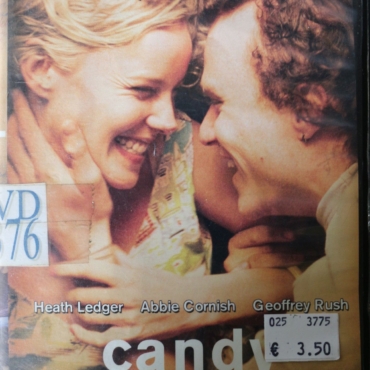 VD
376
Heath Ledger Abbie Cornish Geoffrey Rush
025 3775
€ 3.50
candy